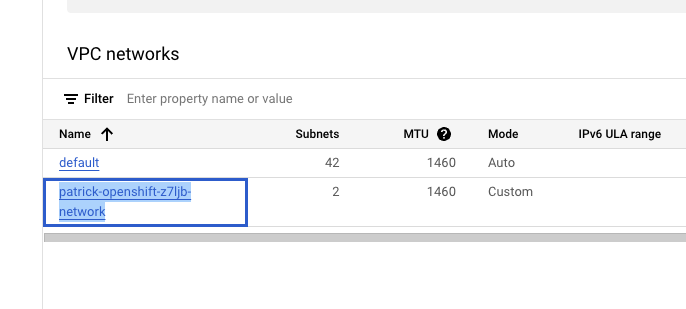 VPC networks
Filter Enter property name or value
Name Subnets MTU Mode IPv6 ULA range
default 42 1460 Auto
patrick-openshift-z7ljb- 2 1460 Custom
network